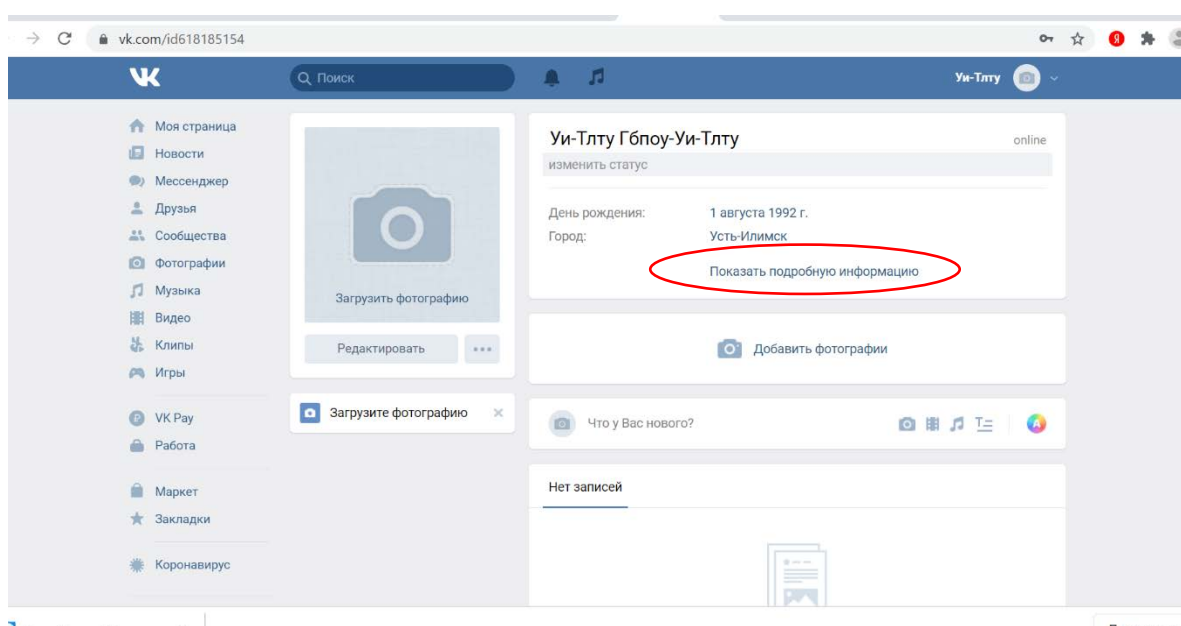 vk.com/id618185154
Поиск
Уи-Тлту
Моя страница
Новости
Мессенджер
Друзья
Сообщества
Фотографии
Музыка
Видео
Клипы
Игры
VK Pay
Работа
Маркет
Закладки
Коронавирус
Загрузить фотографию
Редактировать
Загрузите фотографию
Уи-Тлту Гбпоу-Уи-Тлту online
изменить статус
День рождения: 1 августа 1992 г.
Город: Усть-Илимск
Показать подробную информацию
Добавить фотографии
Что у Вас нового?
Нет записей